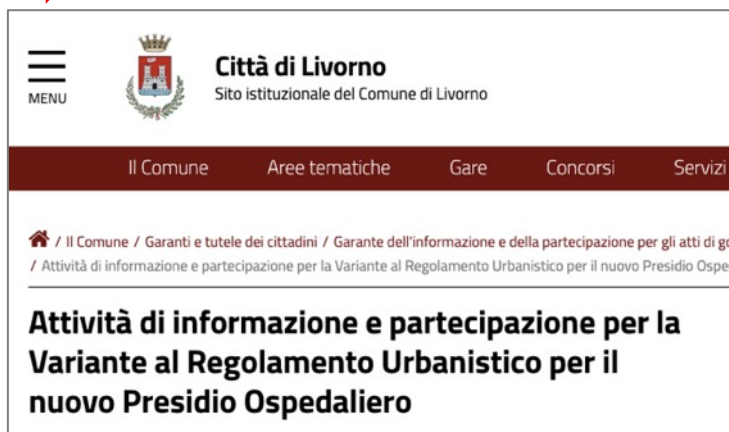 Città di Livorno
Sito istituzionale del Comune di Livorno
MENU
Il Comune Aree tematiche Gare Concorsi Servizi
/ Il Comune / Garanti e tutele dei cittadini / Garante dell'informazione e della partecipazione per gli atti di
/ Attività di informazione e partecipazione per la Variante al Regolamento Urbanistico per il nuovo Presidio
Attività di informazione e partecipazione per la
Variante al Regolamento Urbanistico per il
nuovo Presidio Ospedaliero